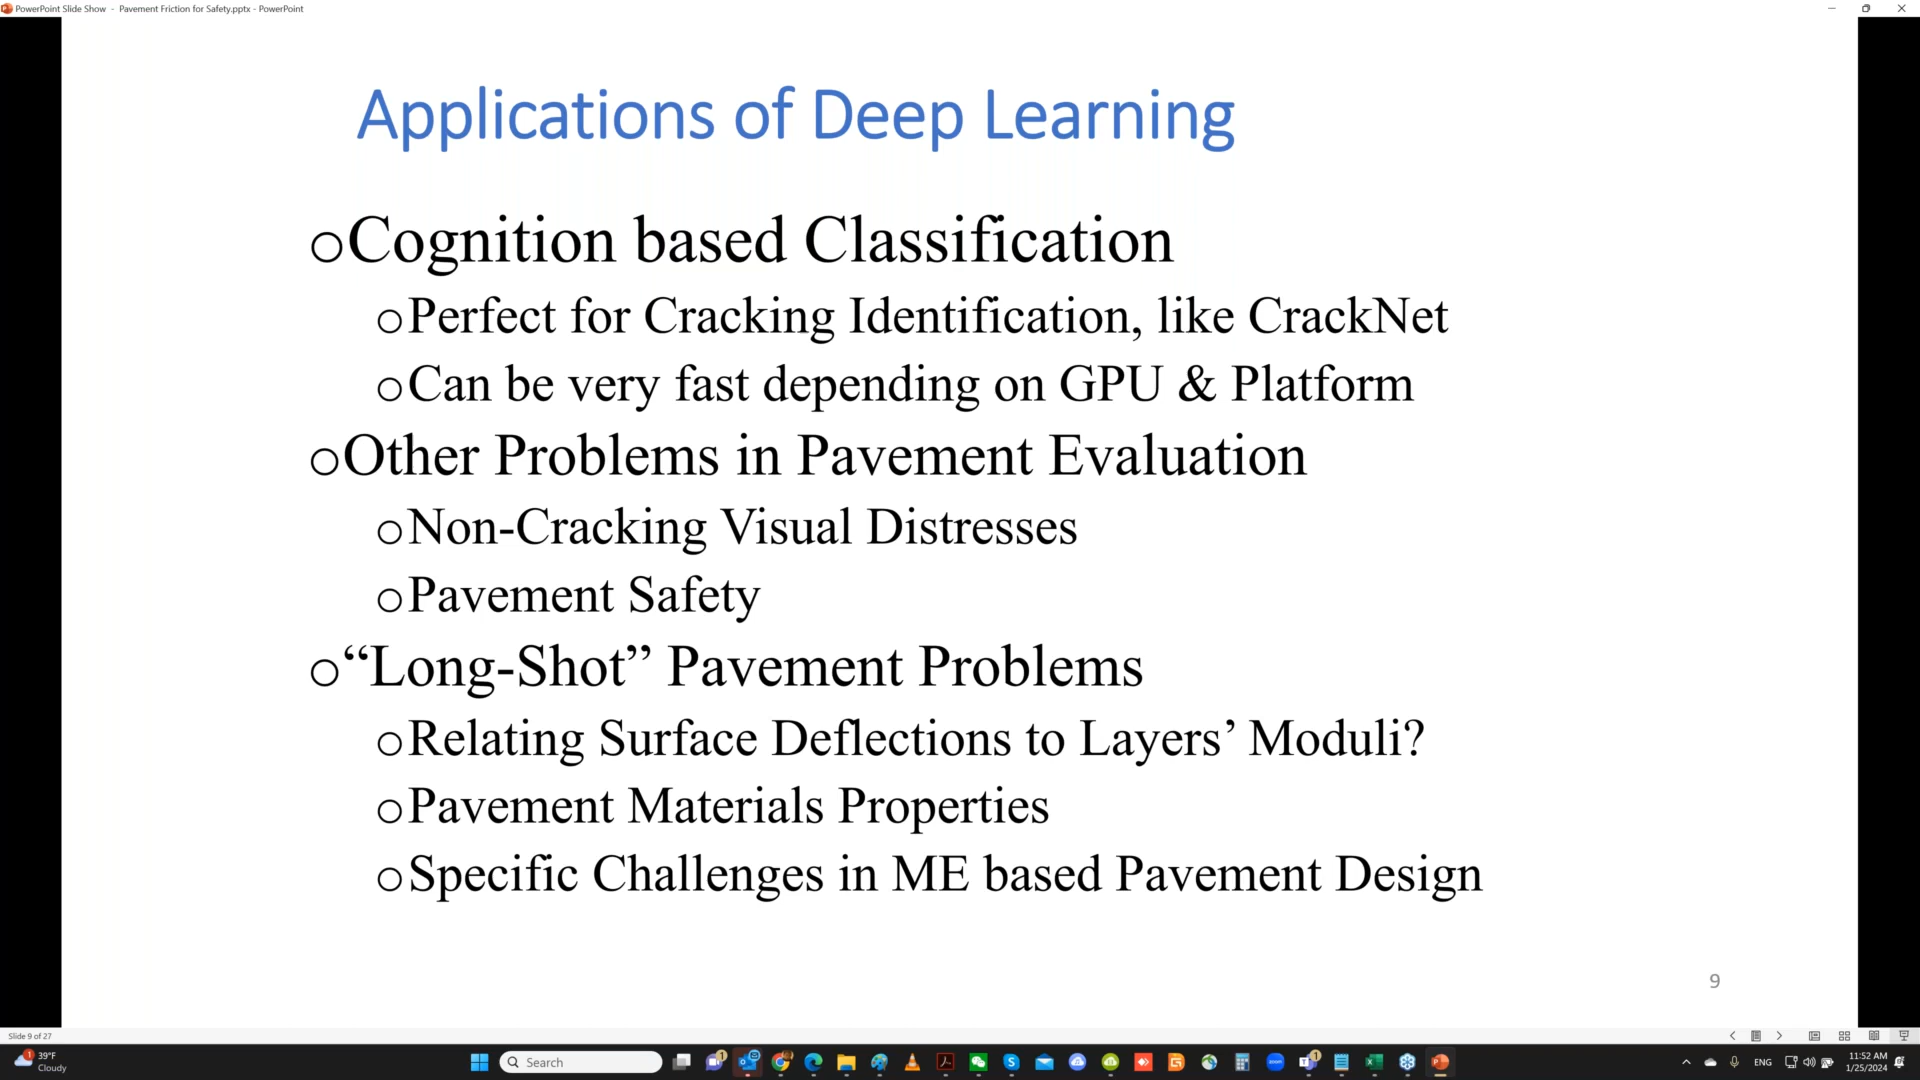 PowerPoint Slide Show - Pavement Friction for Safety.pptx - PowerPoint
Applications of Deep Learning
oCognition based Classification
oPerfect for Cracking Identification, like CrackNet
oCan be very fast depending on GPU & Platform
oOther Problems in Pavement Evaluation
oNon-Cracking Visual Distresses
oPavement Safety
o“Long-Shot” Pavement Problems
oRelating Surface Deflections to Layers’ Moduli?
oPavement Materials Properties
oSpecific Challenges in ME based Pavement Design
9
Slide 9 of 27
1
39°F
Cloudy
Search
1
1
ENG
11:52 AM
1/25/2024